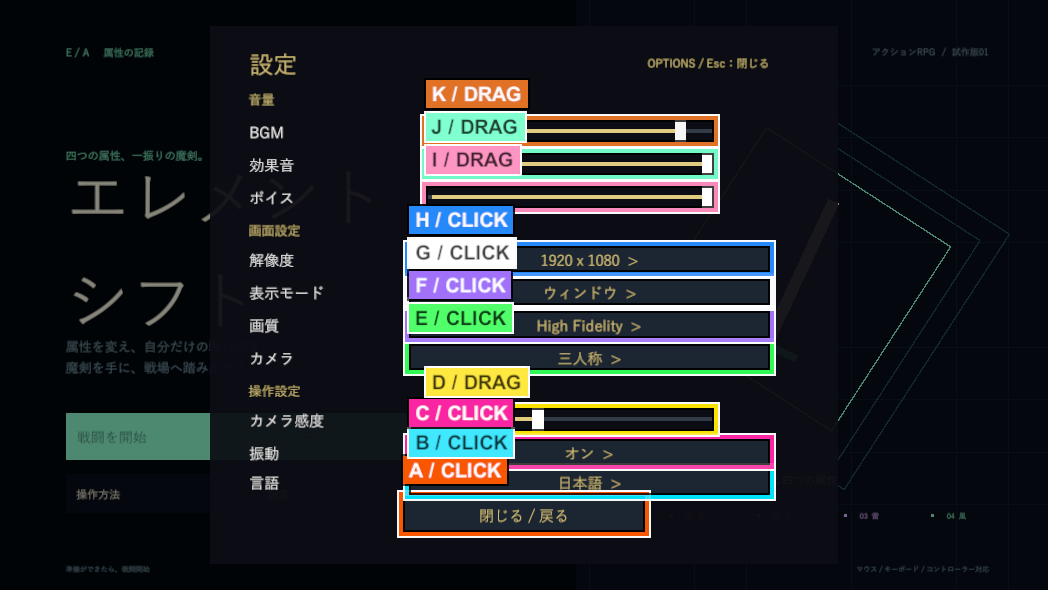 E / A 属性の記録
アクションRPG / 試作版01
設定
OPTIONS / Esc：閉じる
音量
K / DRAG
BGM
J / DRAG
四つの属性、一振りの魔剣。
効果音
I / DRAG
エレメント
ボイス
H / CLICK
画面設定
解像度
G / CLICK
1920 x 1080 >
表示モード
F / CLICK
ウィンドウ >
シフト
画質
E / CLICK
High Fidelity >
属性を変え、自分だけの
カメラ
三人称 >
魔剣を手に、戦場へ踏み
操作設定
D / DRAG
カメラ感度
C / CLICK
戦闘を開始
振動
B / CLICK
オン >
言語
A / CLICK
日本語 >
操作方法
閉じる / 戻る
03 雷
04 風
準備ができたら、戦闘開始
マウス / キーボード / コントローラー対応